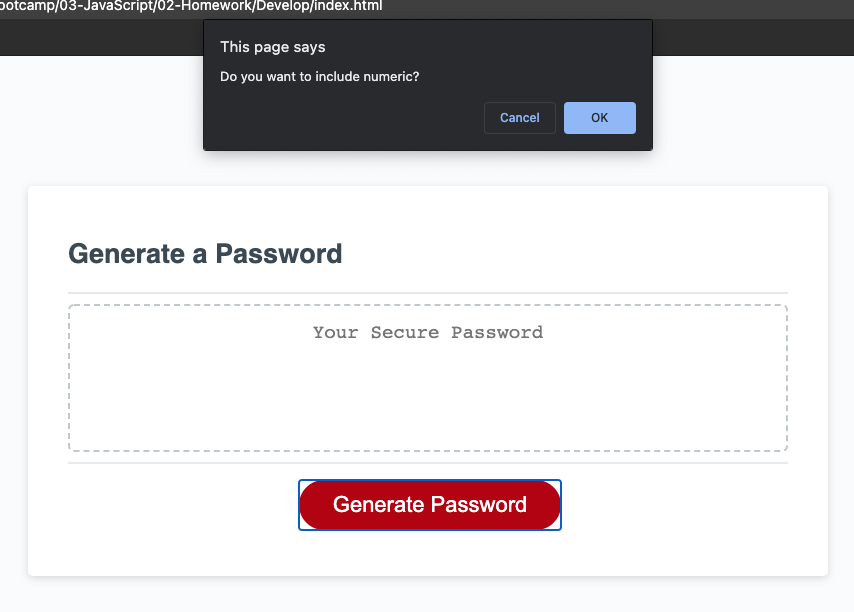 ootcamp/03-JavaScript/02-Homework/Develop/index.html
This page says
Do you want to include numeric?
Cancel
OK
Generate a Password
Your Secure Password
Generate Password